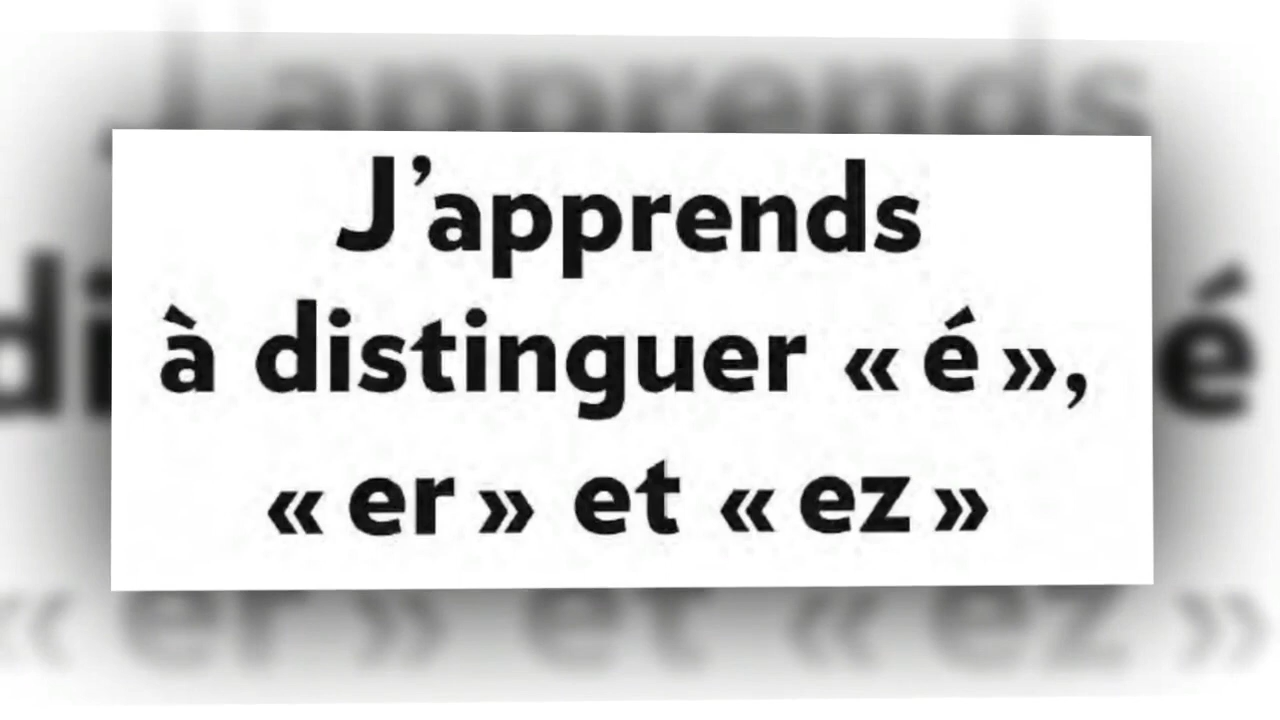 J’apprends
à distinguer « é »,
« er » et « ez »